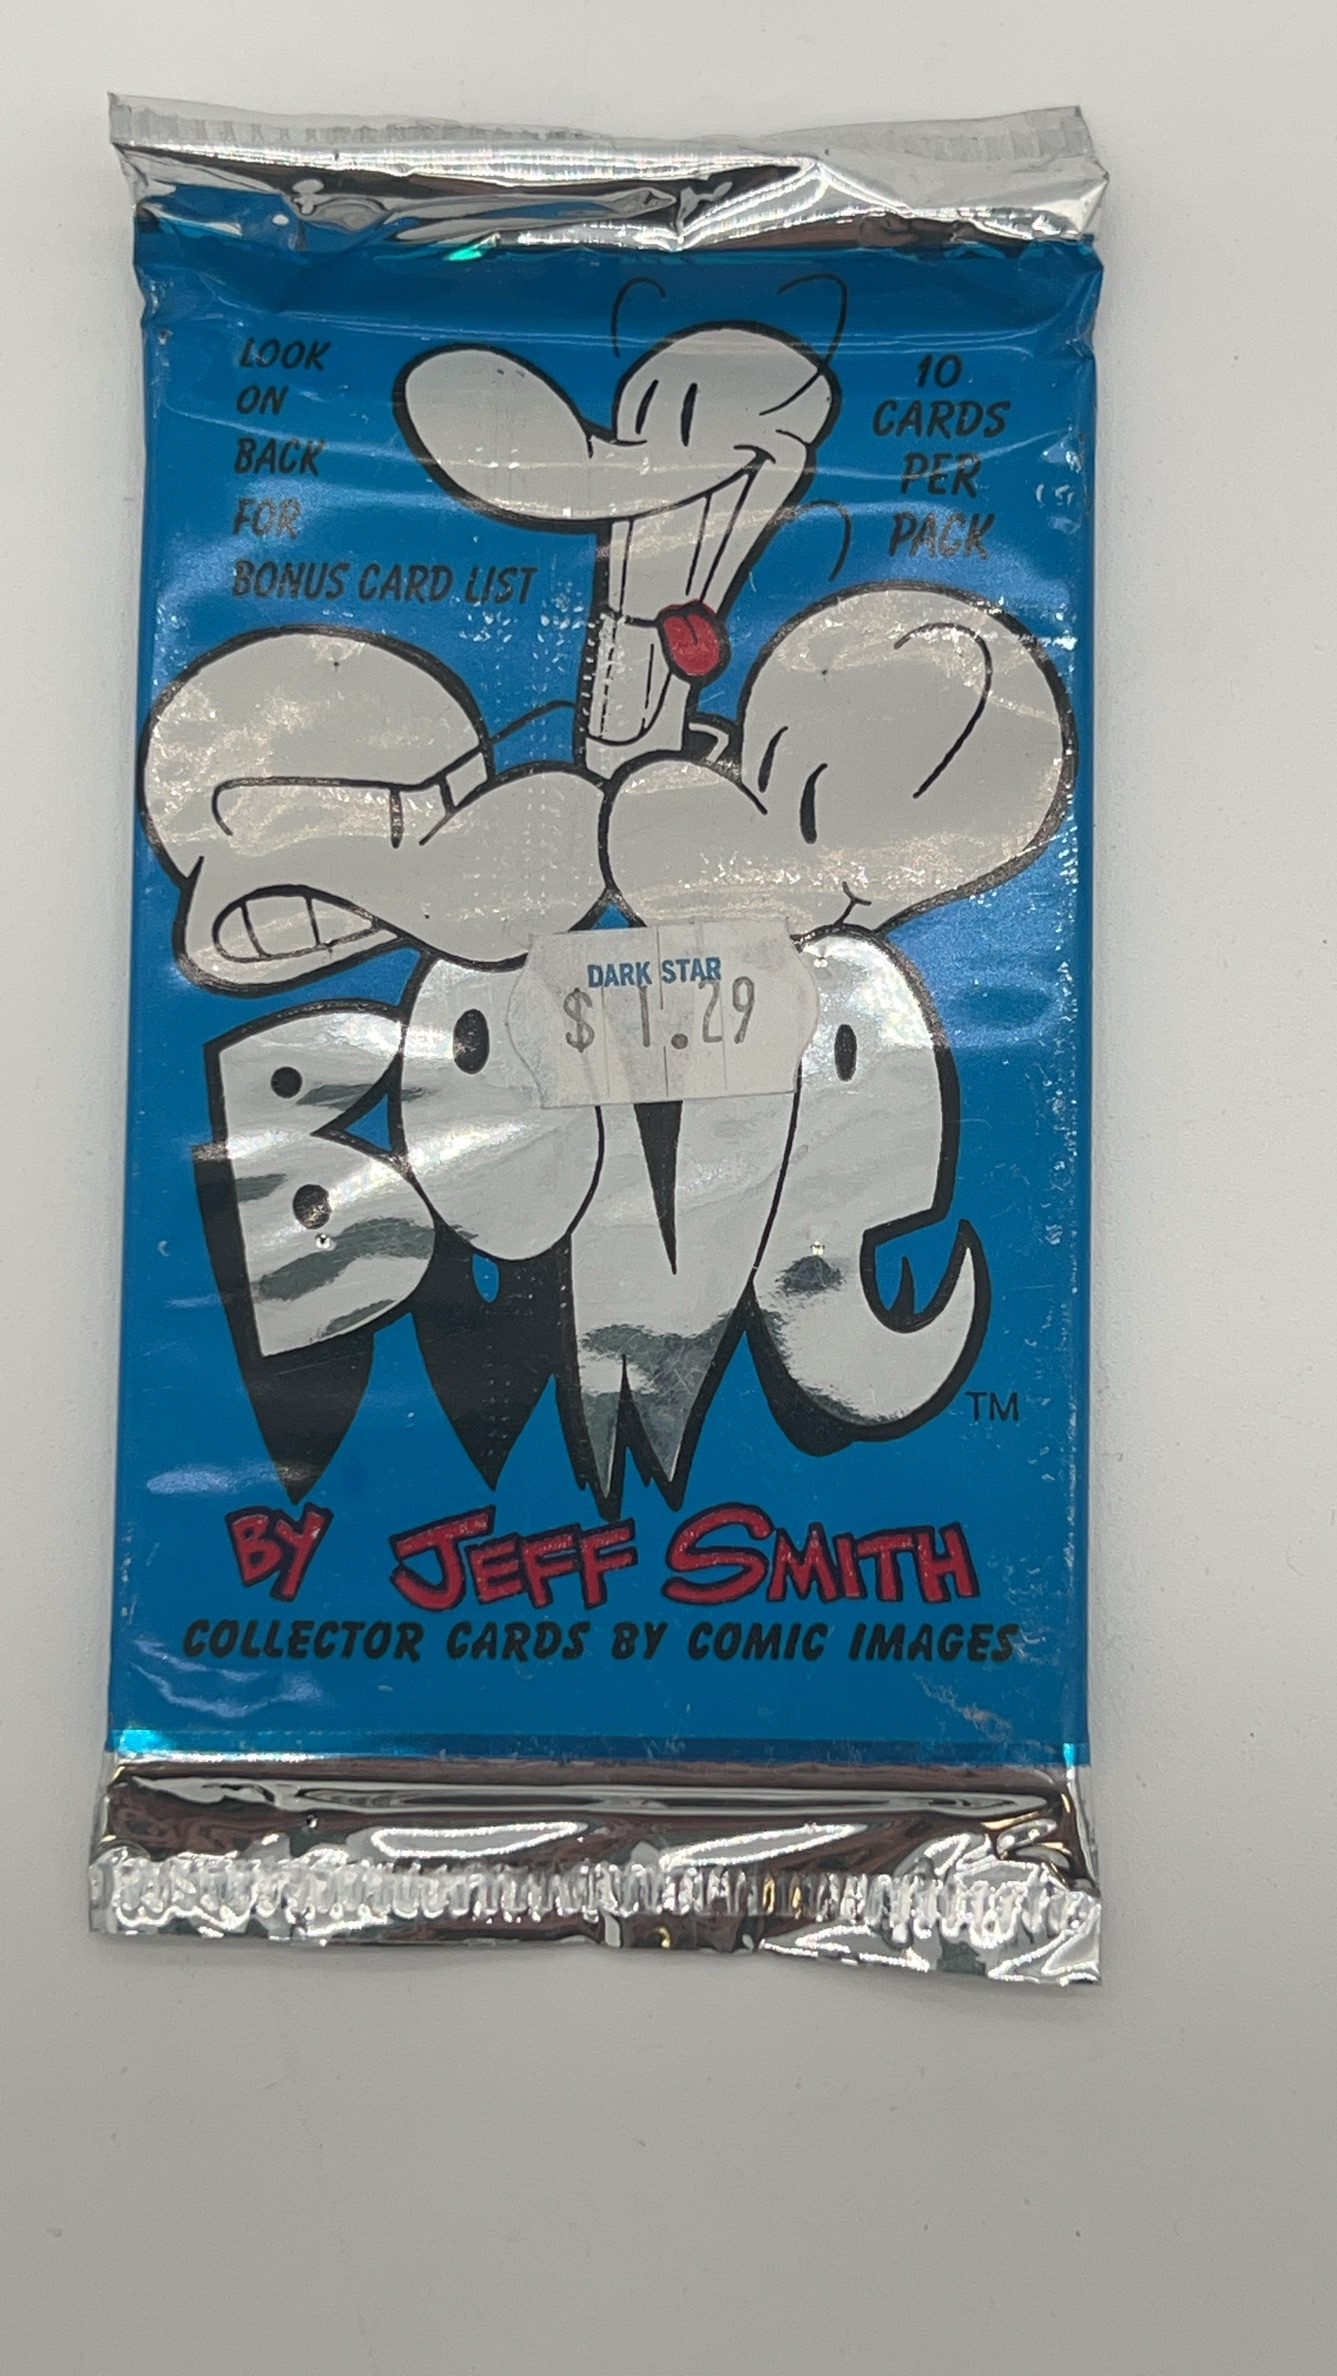 LOOK
ON
BACK
FOR
BONUS CARD LIST
10
CARDS
PER
PACK
DARK STAR
$ 1.29
BONE
TM
BY JEFF SMITH
COLLECTOR CARDS BY COMIC IMAGES